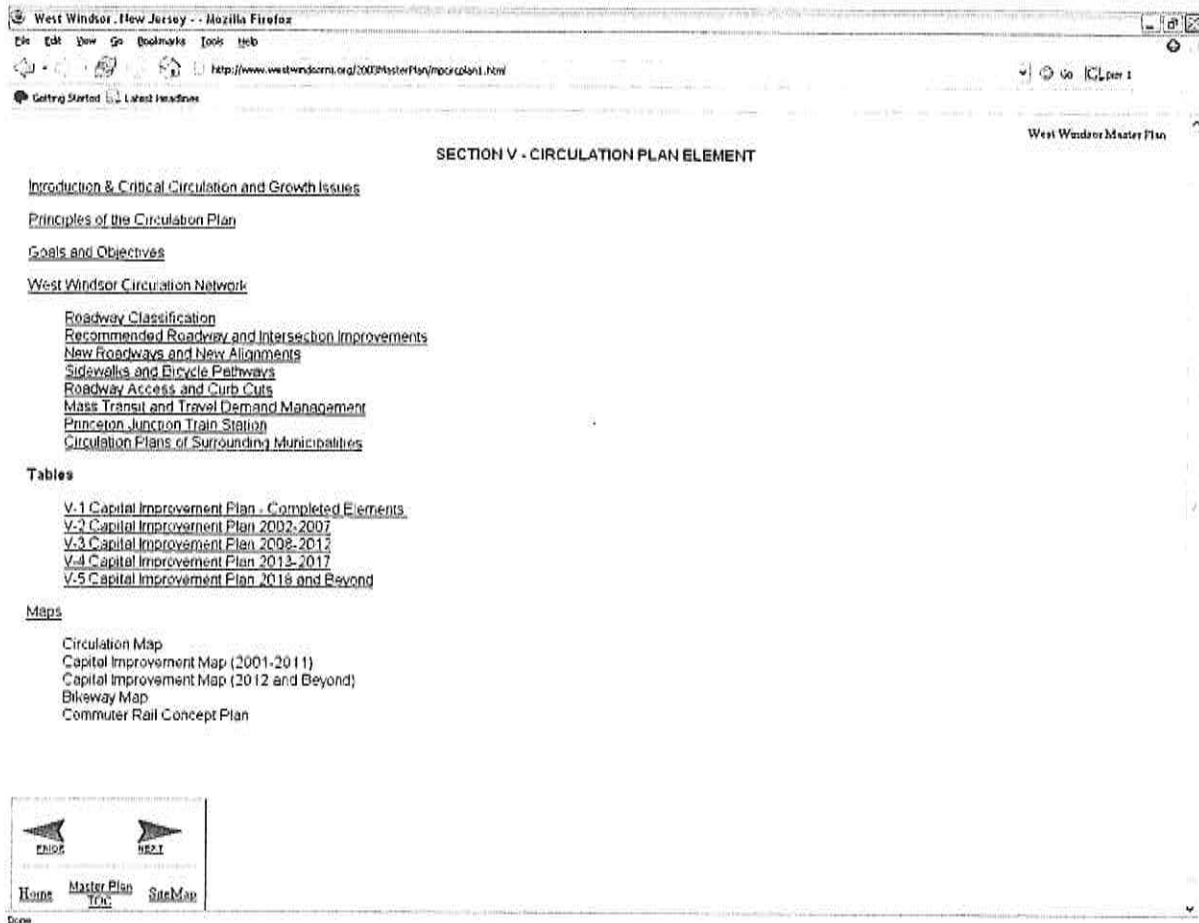 West Windsor, New Jersey - - Mozilla Firefox
File Edit View Go Bookmarks Tools Help
Go
Getting Started Latest Headlines
West Windsor Master Plan
SECTION V - CIRCULATION PLAN ELEMENT
Introduction & Critical Circulation and Growth Issues
Principles of the Circulation Plan
Goals and Objectives
West Windsor Circulation Network
Roadway Classification
Recommended Roadway and Intersection Improvements
New Roadways and New Alignments
Sidewalks and Bicycle Pathways
Roadway Access and Curb Cuts
Mass Transit and Travel Demand Management
Princeton Junction Train Station
Circulation Plans of Surrounding Municipalities
Tables
V-1 Capital Improvement Plan - Completed Elements
V-2 Capital Improvement Plan 2002-2007
V-3 Capital Improvement Plan 2008-2012
V-4 Capital Improvement Plan 2013-2017
V-5 Capital Improvement Plan 2018 and Beyond
Maps
Circulation Map
Capital Improvement Map (2001-2011)
Capital Improvement Map (2012 and Beyond)
Bikeway Map
Commuter Rail Concept Plan
PRIOR NEXT
Home Master Plan TOC SiteMap
Done